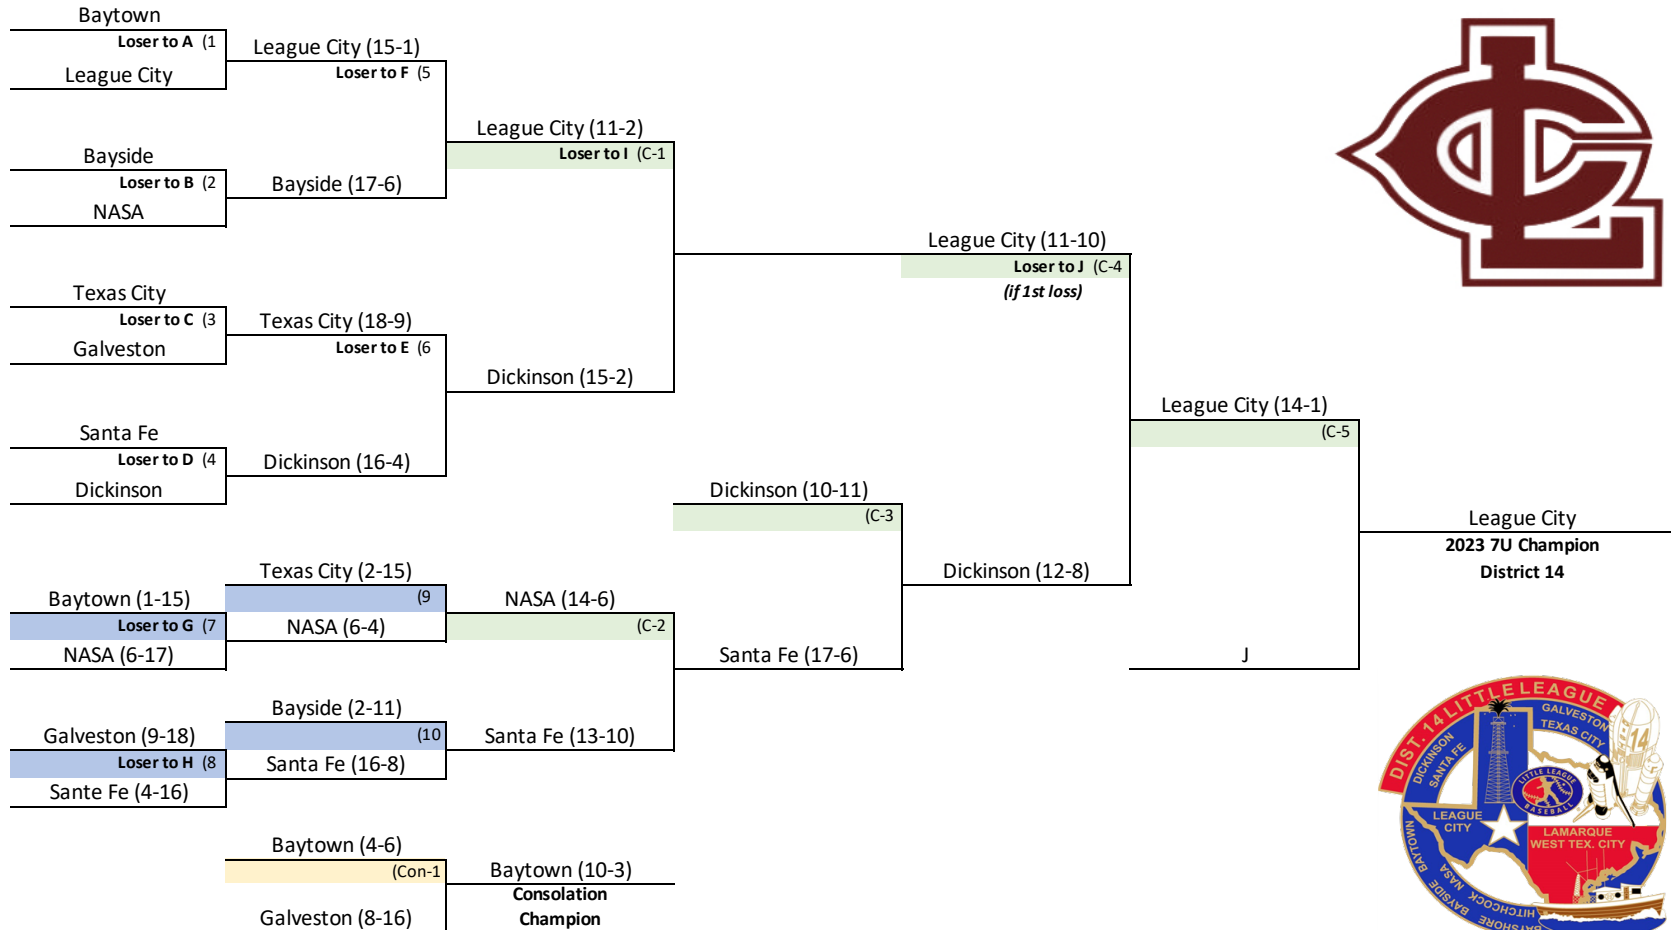 Baytown
Loser to A (1
League City (15-1)
League City
Loser to F (5
League City (11-2)
Loser to I (C-1
Bayside
Loser to B (2
Bayside (17-6)
NASA
League City (11-10)
Loser to J (C-4
(if 1st loss)
Texas City
Loser to C (3
Texas City (18-9)
Galveston
Loser to E (6
Dickinson (15-2)
League City (14-1)
(C-5
Santa Fe
Loser to D (4
Dickinson (16-4)
Dickinson
Dickinson (10-11)
(C-3
League City
2023 7U Champion
District 14
Texas City (2-15)
(9
Dickinson (12-8)
Baytown (1-15)
Loser to G (7
NASA (6-4)
NASA (14-6)
(C-2
NASA (6-17)
Santa Fe (17-6)
J
Bayside (2-11)
(10
Galveston (9-18)
Loser to H (8
Santa Fe (16-8)
Santa Fe (13-10)
Sante Fe (4-16)
Baytown (4-6)
(Con-1
Baytown (10-3)
Consolation
Champion
Galveston (8-16)
CL
DIST. 14 LITTLE LEAGUE
GALVESTON
TEXAS CITY
14
DICKINSON
SANTA FE
LITTLE LEAGUE
BASEBALL
LEAGUE
CITY
LAMARQUE
WEST TEX. CITY
BAYTOWN
BAYSIDE
NASA
HITCHCOCK
BAYSHORE